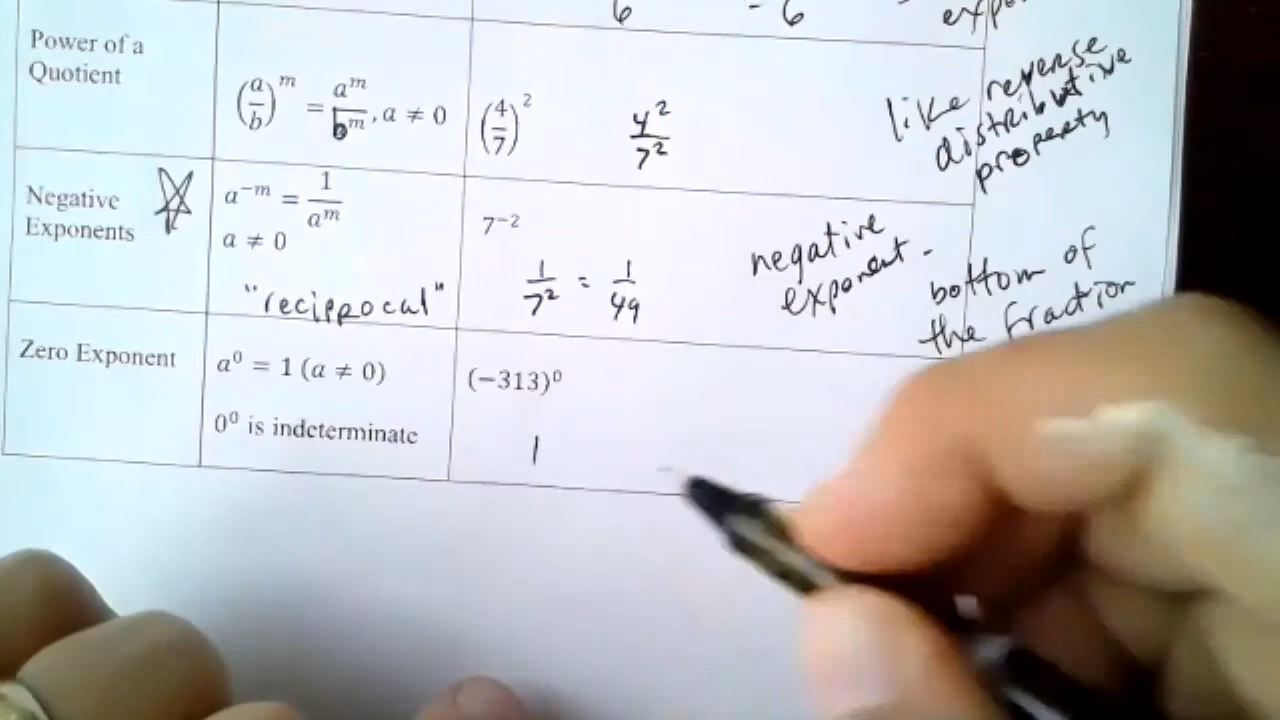 6 - 6
Power of a
Quotient
(a/b)^m = a^m/b^m, a ≠ 0
(4/7)^2
4^2/7^2
like reverse
distributive
property
Negative
Exponents
a^-m = 1/a^m
a ≠ 0
"reciprocal"
7^-2
1/7^2 = 1/49
negative
exponent -
bottom of
the fraction
Zero Exponent
a^0 = 1 (a ≠ 0)
0^0 is indeterminate
(-313)^0
1